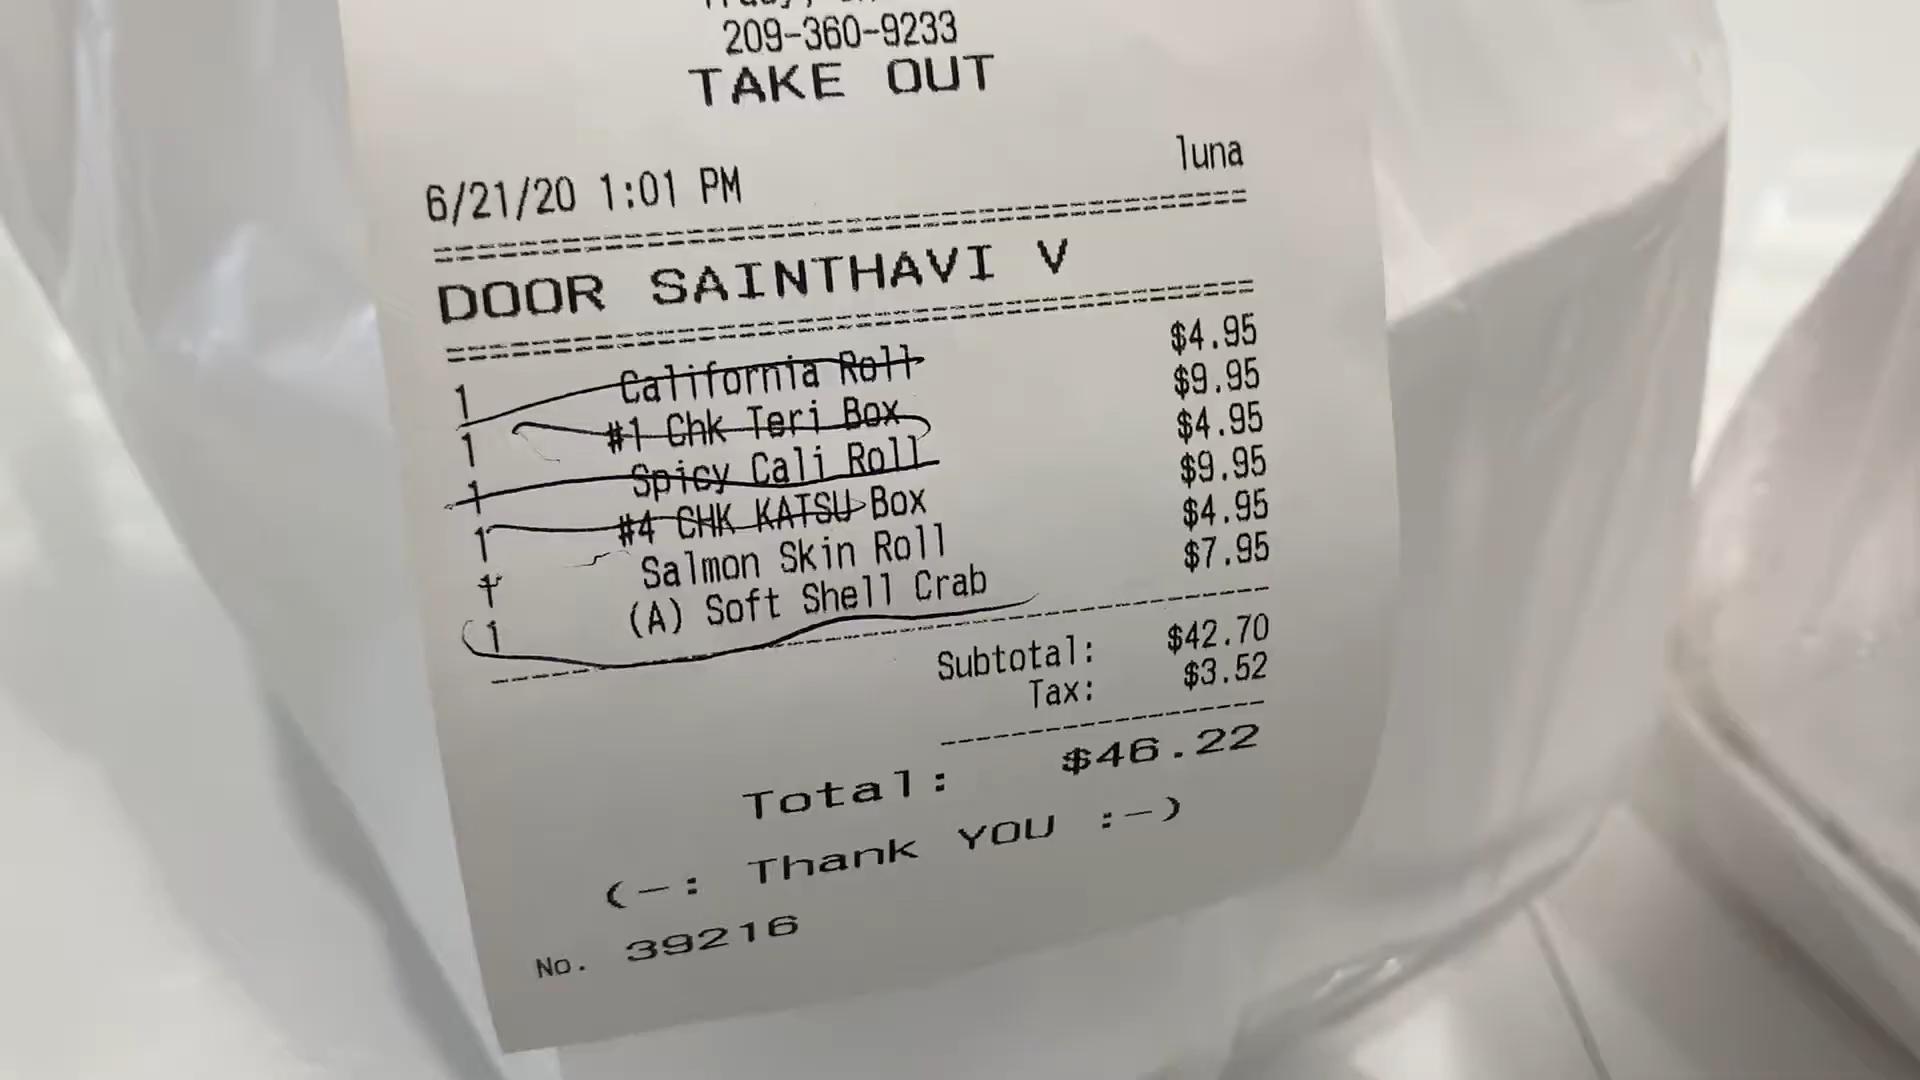 209-360-9233
TAKE OUT
6/21/20 1:01 PM luna
DOOR SAINTHAVI V
1 California Roll $4.95
1 #1 Chk Teri Box $9.95
1 Spicy Cali Roll $4.95
1 #4 CHK KATSU Box $9.95
1 Salmon Skin Roll $4.95
1 (A) Soft Shell Crab $7.95
Subtotal: $42.70
Tax: $3.52
Total: $46.22
(-: Thank YOU :-)
No. 39216